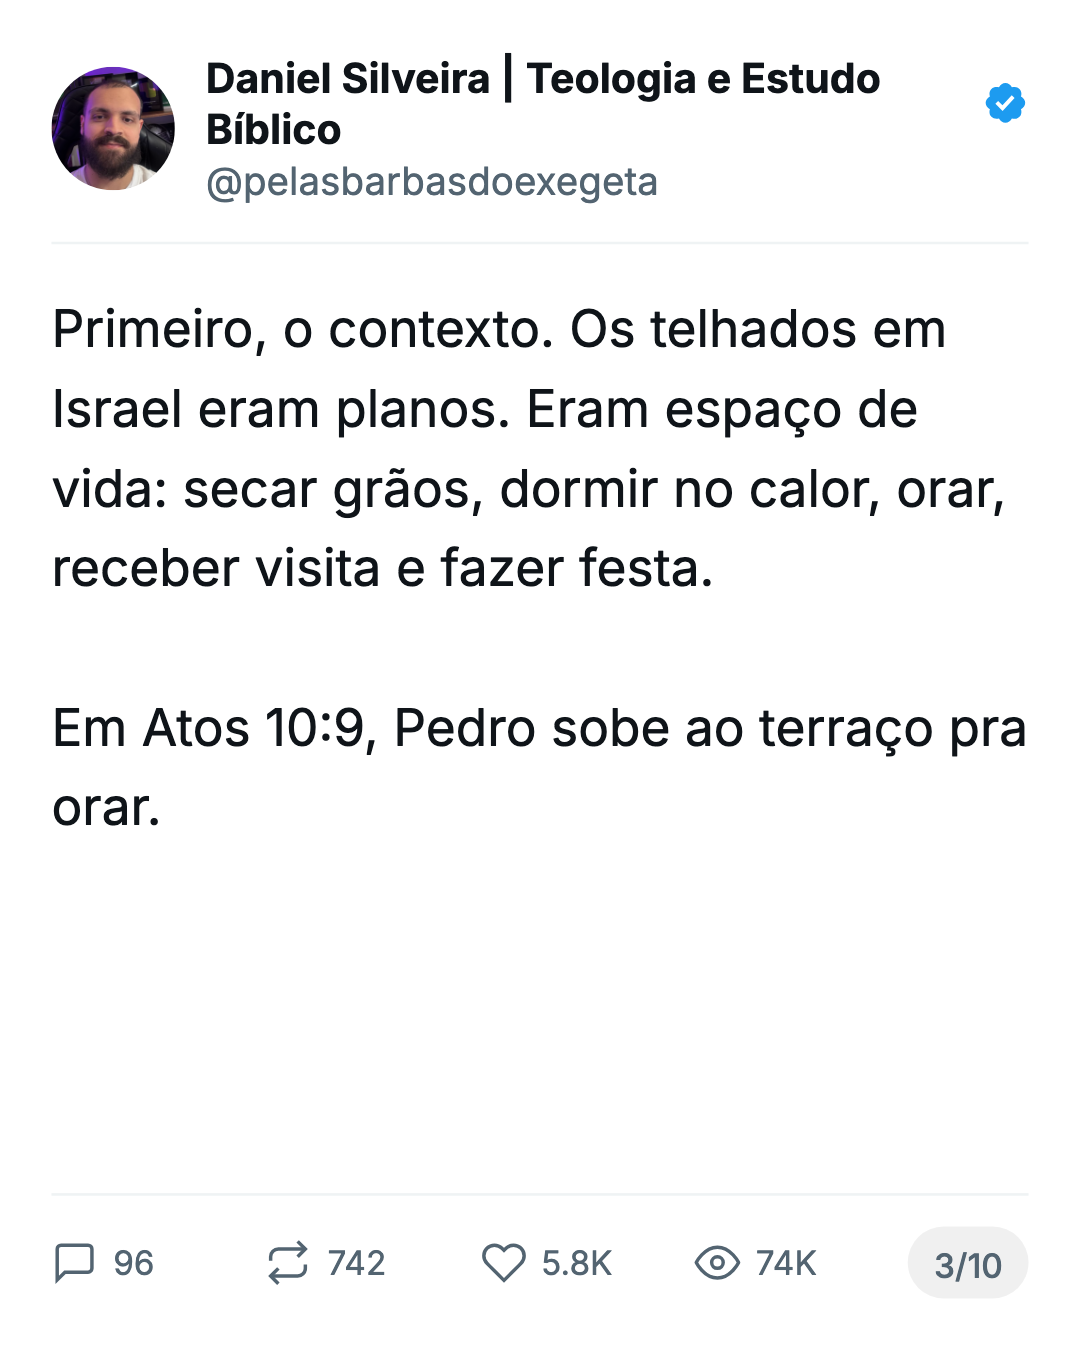 Daniel Silveira | Teologia e Estudo
Bíblico
@pelasbarbasdoexegeta
Primeiro, o contexto. Os telhados em
Israel eram planos. Eram espaço de
vida: secar grãos, dormir no calor, orar,
receber visita e fazer festa.
Em Atos 10:9, Pedro sobe ao terraço pra
orar.
96 742 5.8K 74K 3/10